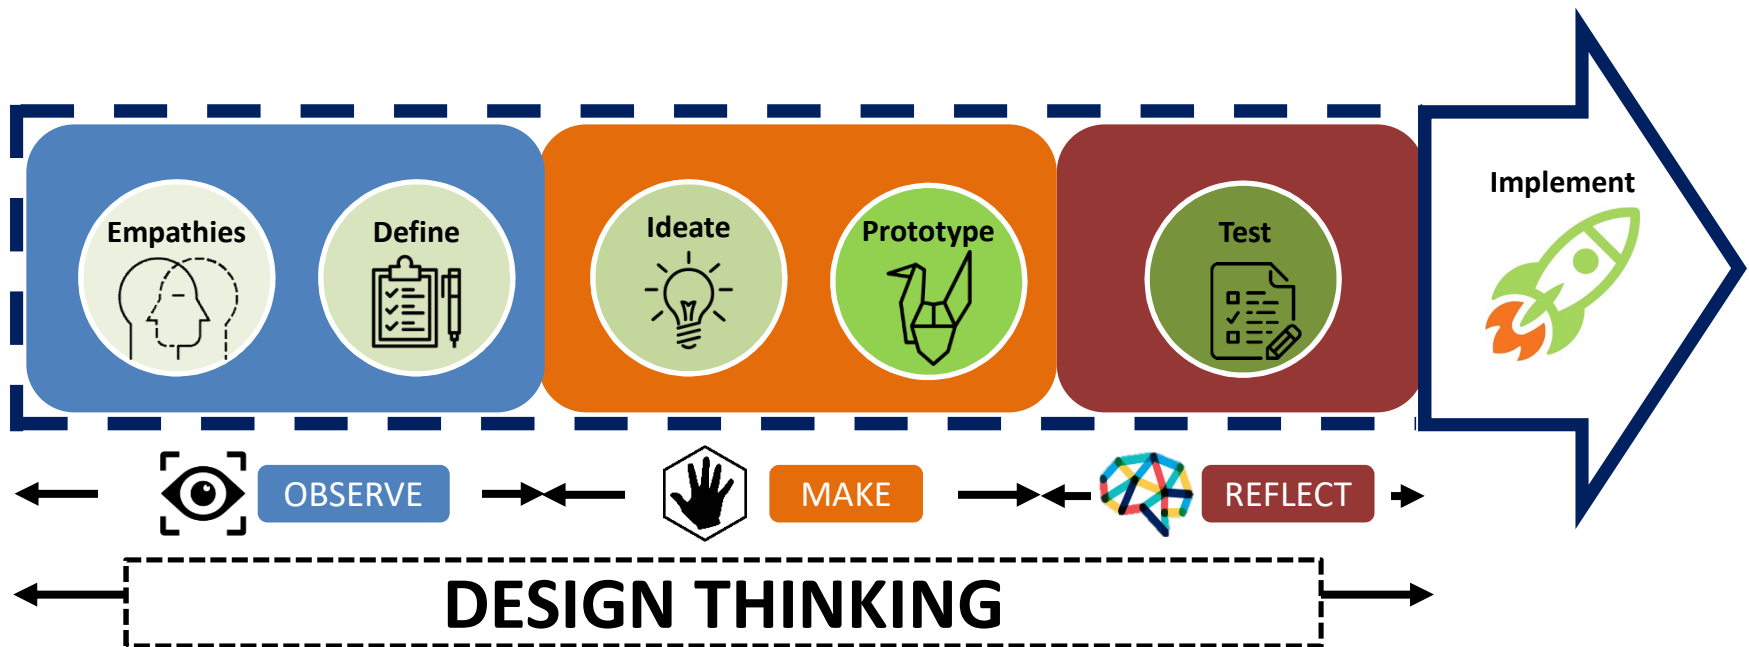 Empathies
Define
Ideate
Prototype
Test
Implement
OBSERVE
MAKE
REFLECT
DESIGN THINKING